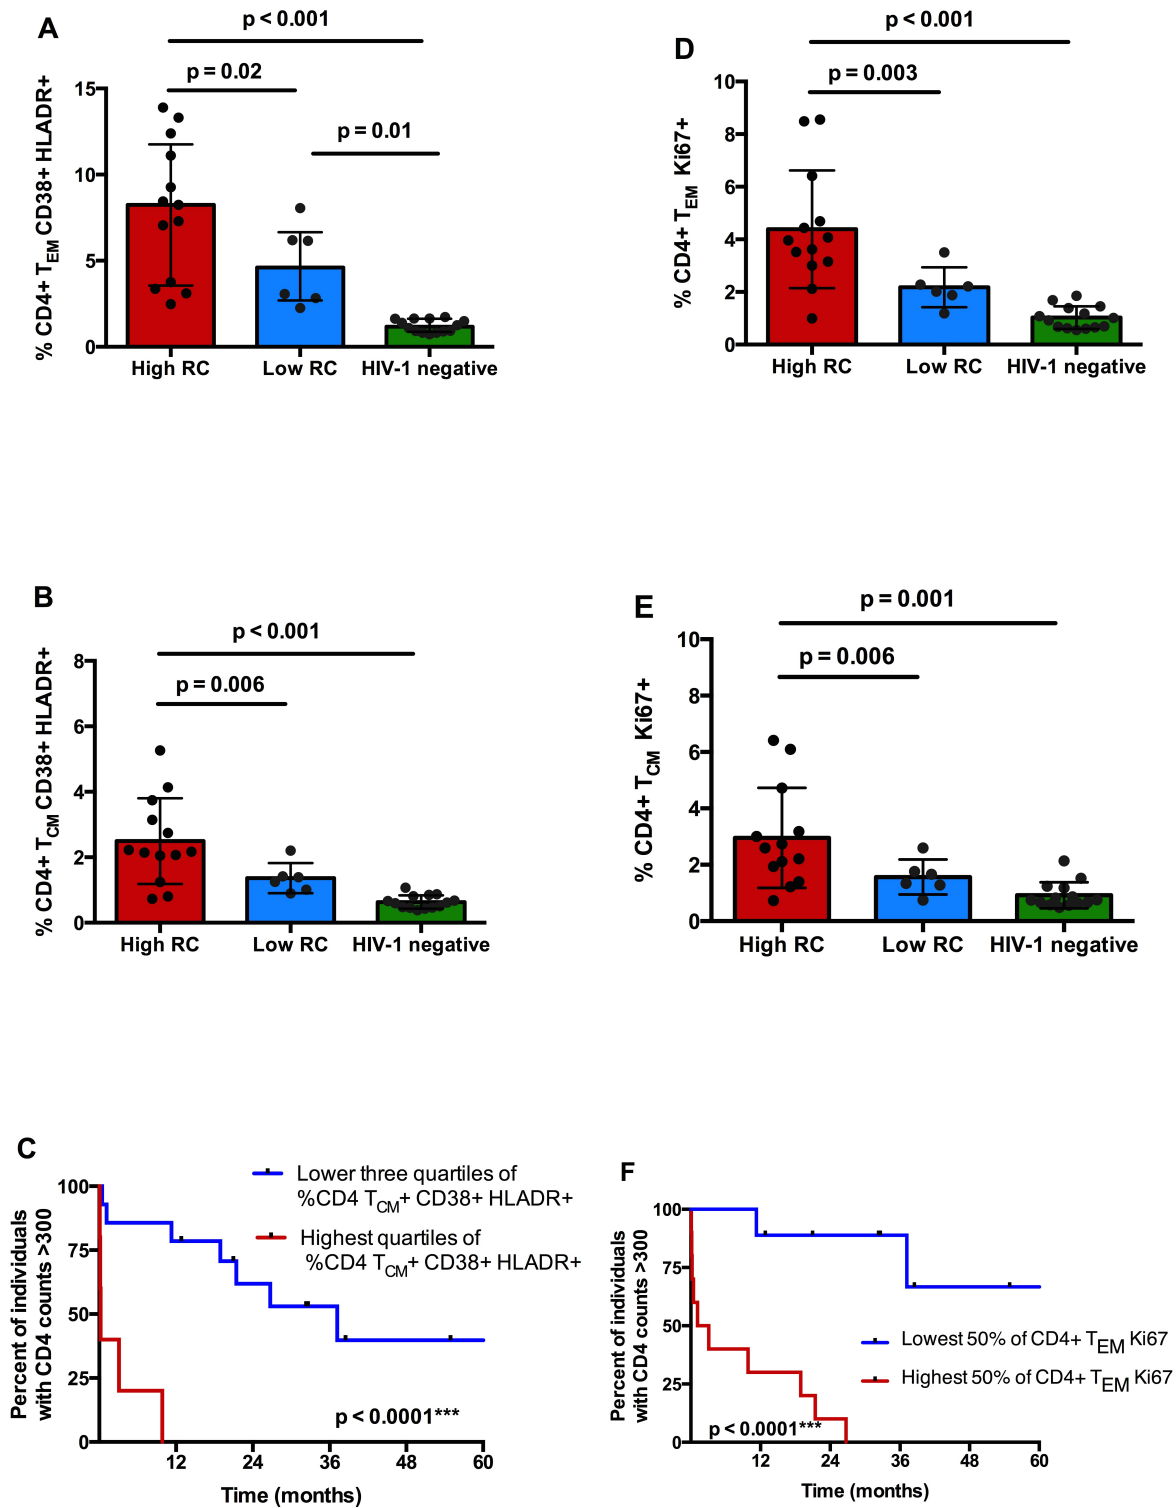 A
p < 0.001
p = 0.02
p = 0.01
% CD4+ TEM CD38+ HLADR+
15
10
5
0
High RC Low RC HIV-1 negative
D
p < 0.001
p = 0.003
% CD4+ TEM Ki67+
10
8
6
4
2
0
High RC Low RC HIV-1 negative
B
p < 0.001
p = 0.006
% CD4+ TCM CD38+ HLADR+
8
6
4
2
0
High RC Low RC HIV-1 negative
E
p = 0.001
p = 0.006
% CD4+ TCM Ki67+
10
8
6
4
2
0
High RC Low RC HIV-1 negative
C
Lower three quartiles of
%CD4 TCM+ CD38+ HLADR+
Highest quartiles of
%CD4 TCM+ CD38+ HLADR+
Percent of individuals
with CD4 counts >300
100
75
50
25
0
p < 0.0001***
12 24 36 48 60
Time (months)
F
Percent of individuals
with CD4 counts >300
100
75
50
25
0
Lowest 50% of CD4+ TEM Ki67
Highest 50% of CD4+ TEM Ki67
p < 0.0001***
12 24 36 48 60
Time (months)